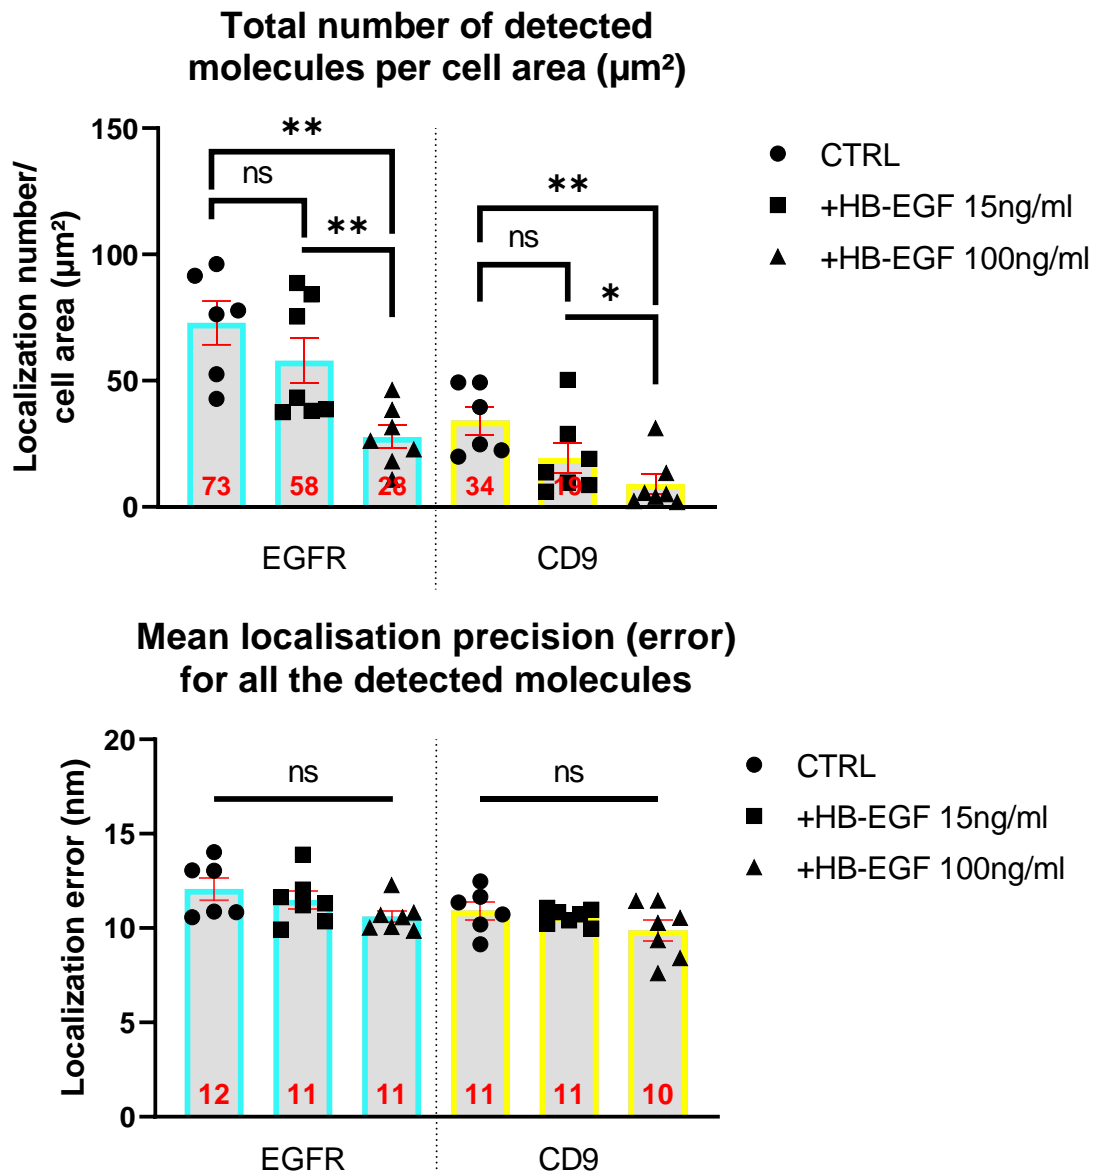 Total number of detected
molecules per cell area (µm²)
Localization number/
cell area (µm²)
150
100
50
0
**
ns
**
**
ns
*
73
58
28
34
19
EGFR
CD9
CTRL
+HB-EGF 15ng/ml
+HB-EGF 100ng/ml
Mean localisation precision (error)
for all the detected molecules
Localization error (nm)
20
15
10
5
0
ns
ns
12
11
11
11
11
10
EGFR
CD9
CTRL
+HB-EGF 15ng/ml
+HB-EGF 100ng/ml